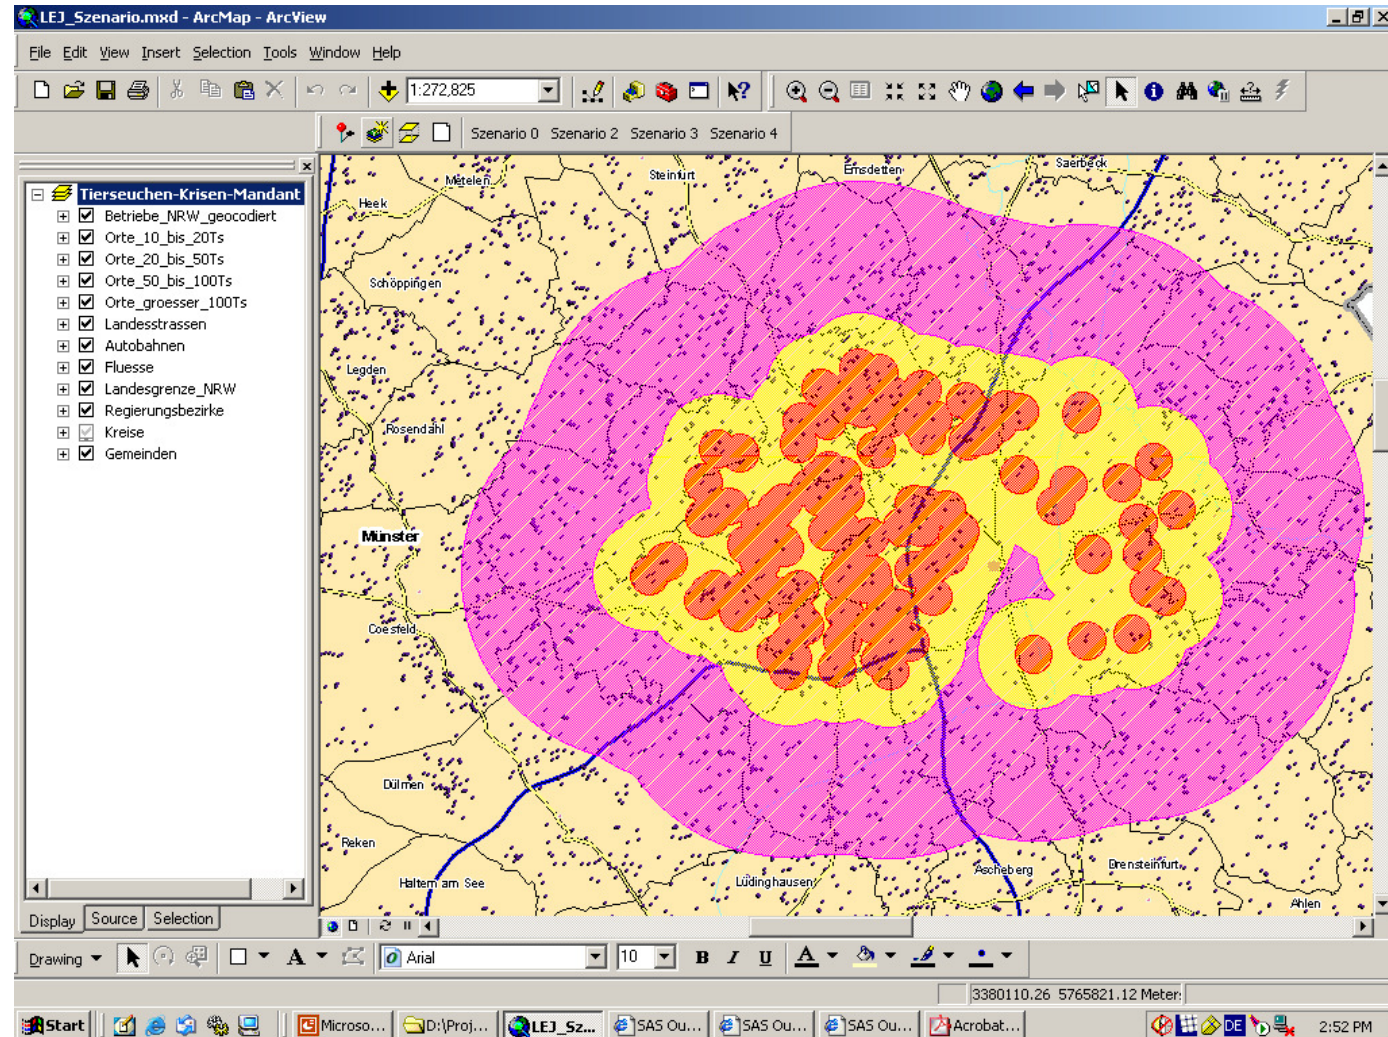 LEJ_Szenario.mxd - ArcMap - ArcView
File Edit View Insert Selection Tools Window Help
1:272,825
Szenario 0 Szenario 2 Szenario 3 Szenario 4
Tierseuchen-Krisen-Mandant
Betriebe_NRW_geocodiert
Orte_10_bis_20Ts
Orte_20_bis_50Ts
Orte_50_bis_100Ts
Orte_groesser_100Ts
Landesstrassen
Autobahnen
Fluesse
Landesgrenze_NRW
Regierungsbezirke
Kreise
Gemeinden
Metelen
Steinfurt
Emsdetten
Saerbeck
Heek
Schöppingen
Legden
Rosendahl
Münster
Coesfeld
Dülmen
Reken
Haltern am See
Lüdinghausen
Ascheberg
Drensteinfurt
Ahlen
Display Source Selection
Drawing A Arial 10 B I U A
3380110.26 5765821.12 Meter
Start Microso... D:\Proj... LEJ_Sz... SAS Ou... SAS Ou... SAS Ou... Acrobat... DE 2:52 PM